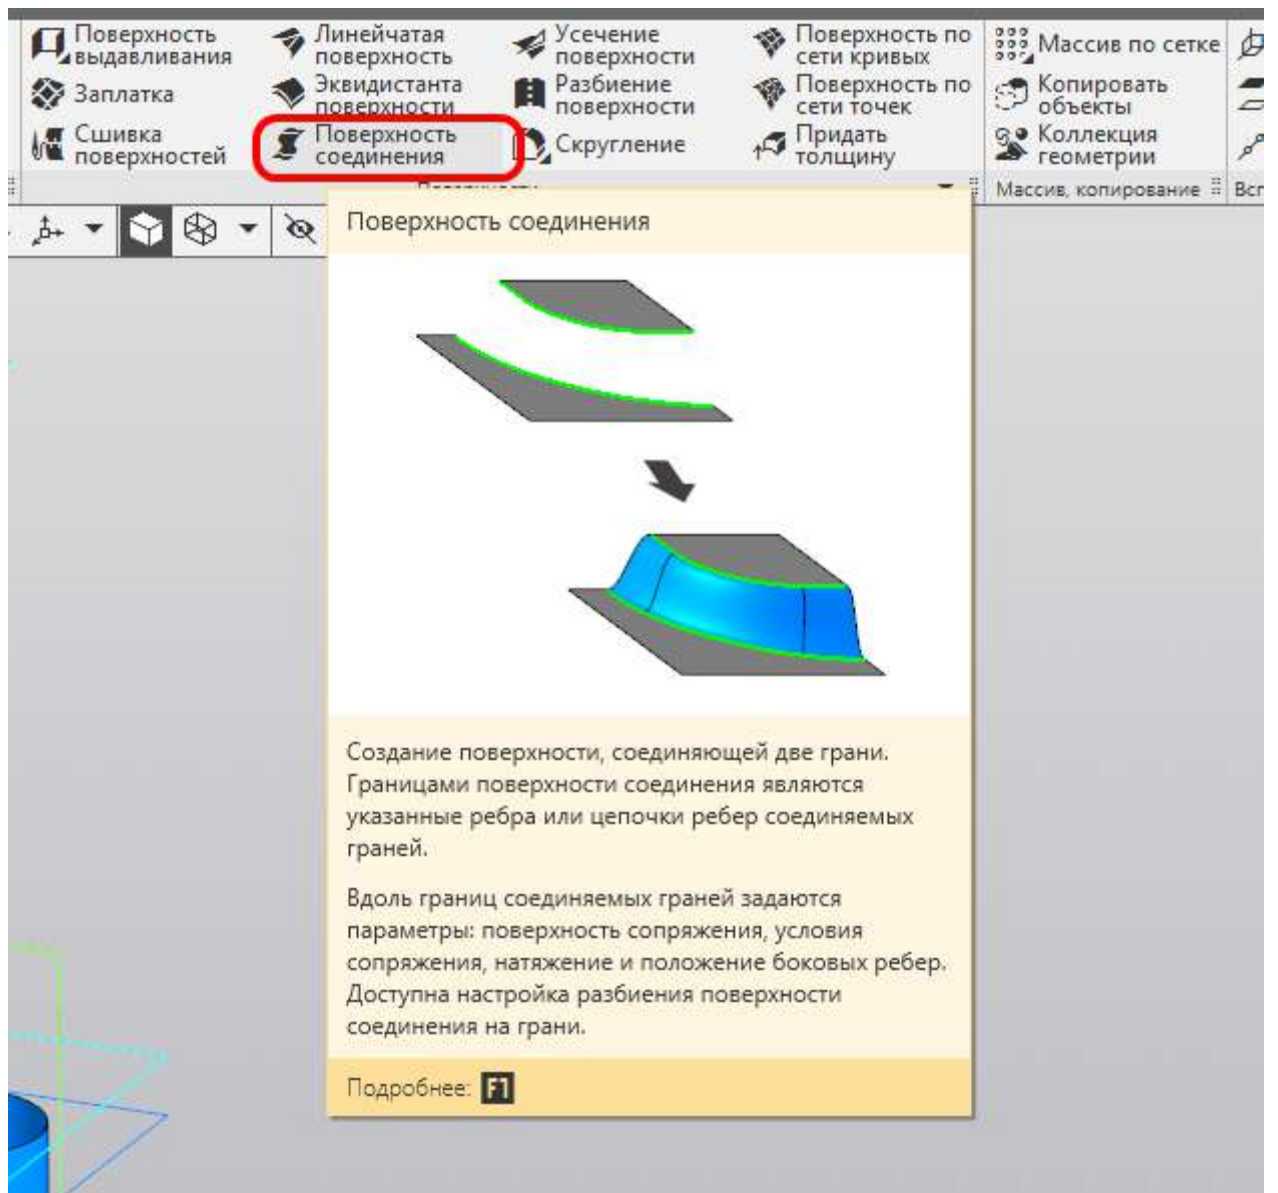 Поверхность
выдавливания
Линейчатая
поверхность
Усечение
поверхности
Поверхность по
сети кривых
Массив по сетке
Заплатка
Эквидистанта
поверхности
Разбиение
поверхности
Поверхность по
сети точек
Копировать
объекты
Сшивка
поверхностей
Поверхность
соединения
Скругление
Придать
толщину
Коллекция
геометрии
Массив, копирование
Поверхность соединения
Создание поверхности, соединяющей две грани.
Границами поверхности соединения являются
указанные ребра или цепочки ребер соединяемых
граней.
Вдоль границ соединяемых граней задаются
параметры: поверхность сопряжения, условия
сопряжения, натяжение и положение боковых ребер.
Доступна настройка разбиения поверхности
соединения на грани.
Подробнее: F1